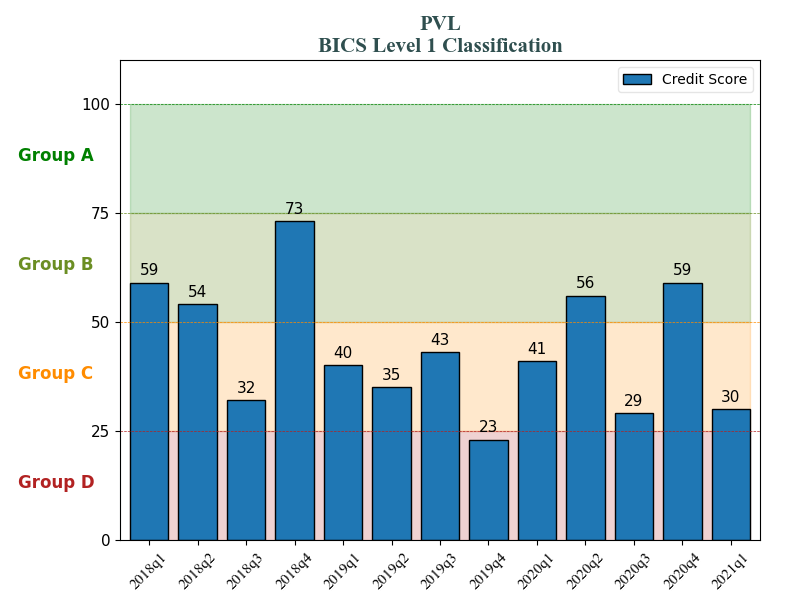 PVL
BICS Level 1 Classification
Credit Score
100
75
50
25
0
Group A
Group B
Group C
Group D
59
54
32
73
40
35
43
23
41
56
29
59
30
2018q1
2018q2
2018q3
2018q4
2019q1
2019q2
2019q3
2019q4
2020q1
2020q2
2020q3
2020q4
2021q1